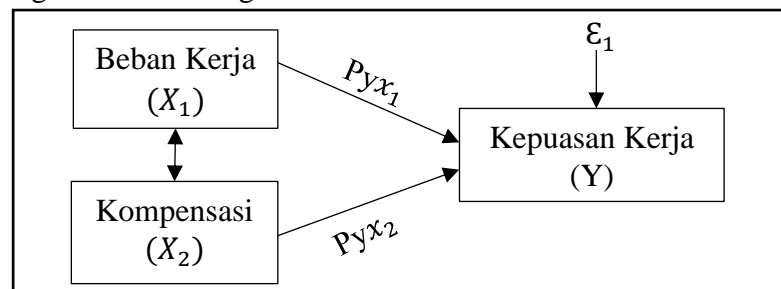 Beban Kerja
(X₁)
Pyx₁
ε₁
Kepuasan Kerja
(Y)
Kompensasi
(X₂)
Pyx₂